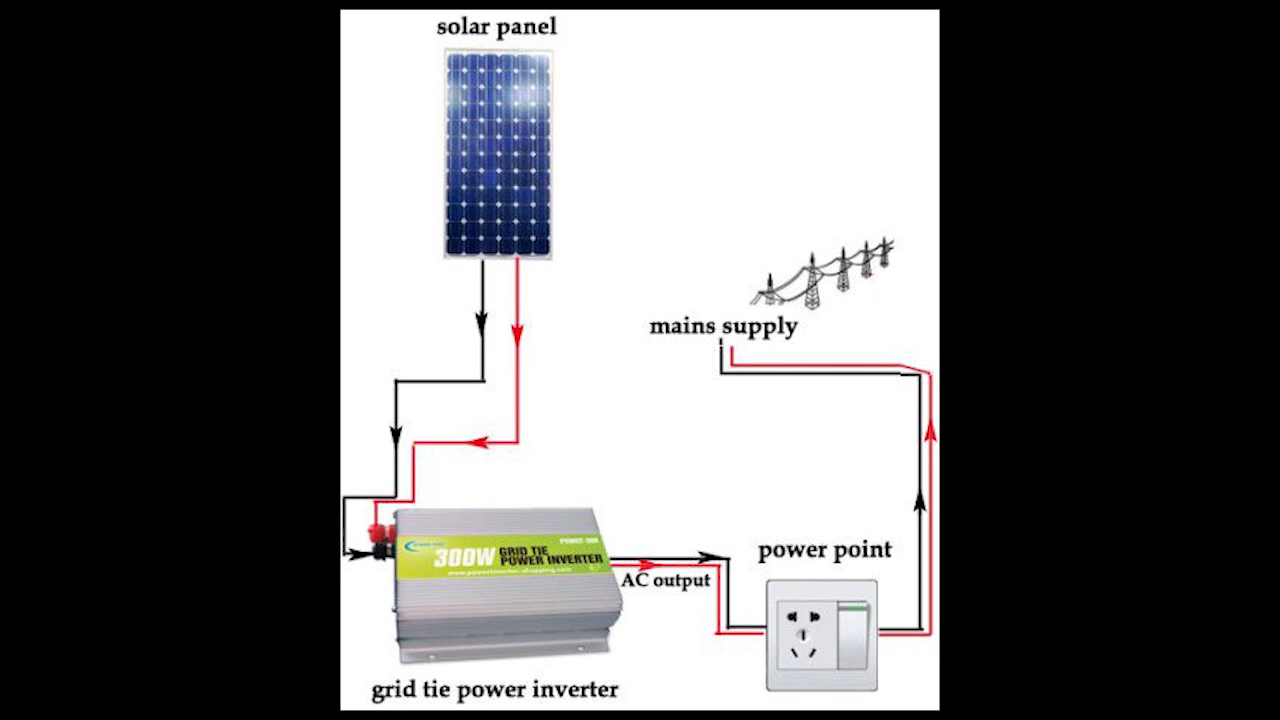 solar panel
mains supply
power point
300W GRID TIE
POWER INVERTER
AC output
grid tie power inverter